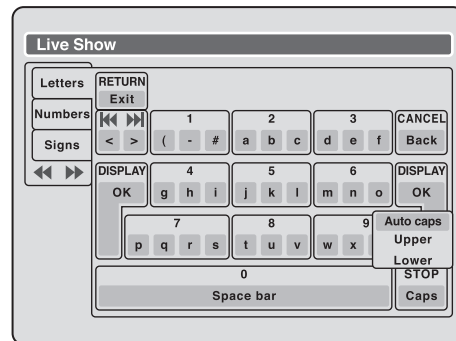 Live Show
Letters
Numbers
Signs
RETURN
Exit
CANCEL
Back
< >
1
( - #
2
a b c
3
d e f
DISPLAY
OK
4
g h i
5
j k l
6
m n o
DISPLAY
OK
7
p q r s
8
t u v
9
w x
Auto caps
Upper
Lower
0
Space bar
STOP
Caps